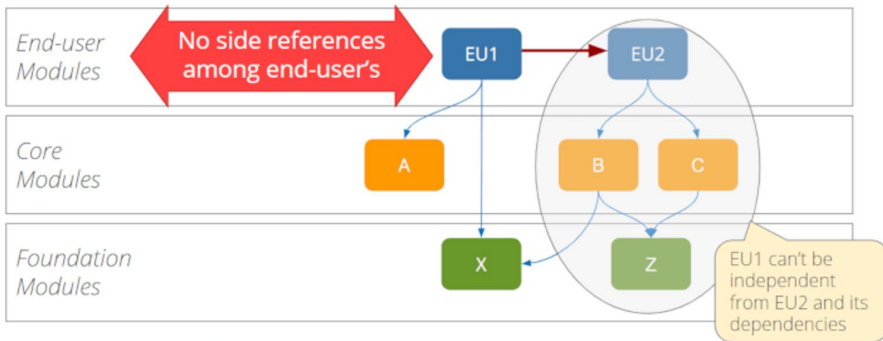 End-user
Modules
No side references
among end-user's
EU1
EU2
Core
Modules
A
B
C
Foundation
Modules
X
Z
EU1 can't be
independent
from EU2 and its
dependencies